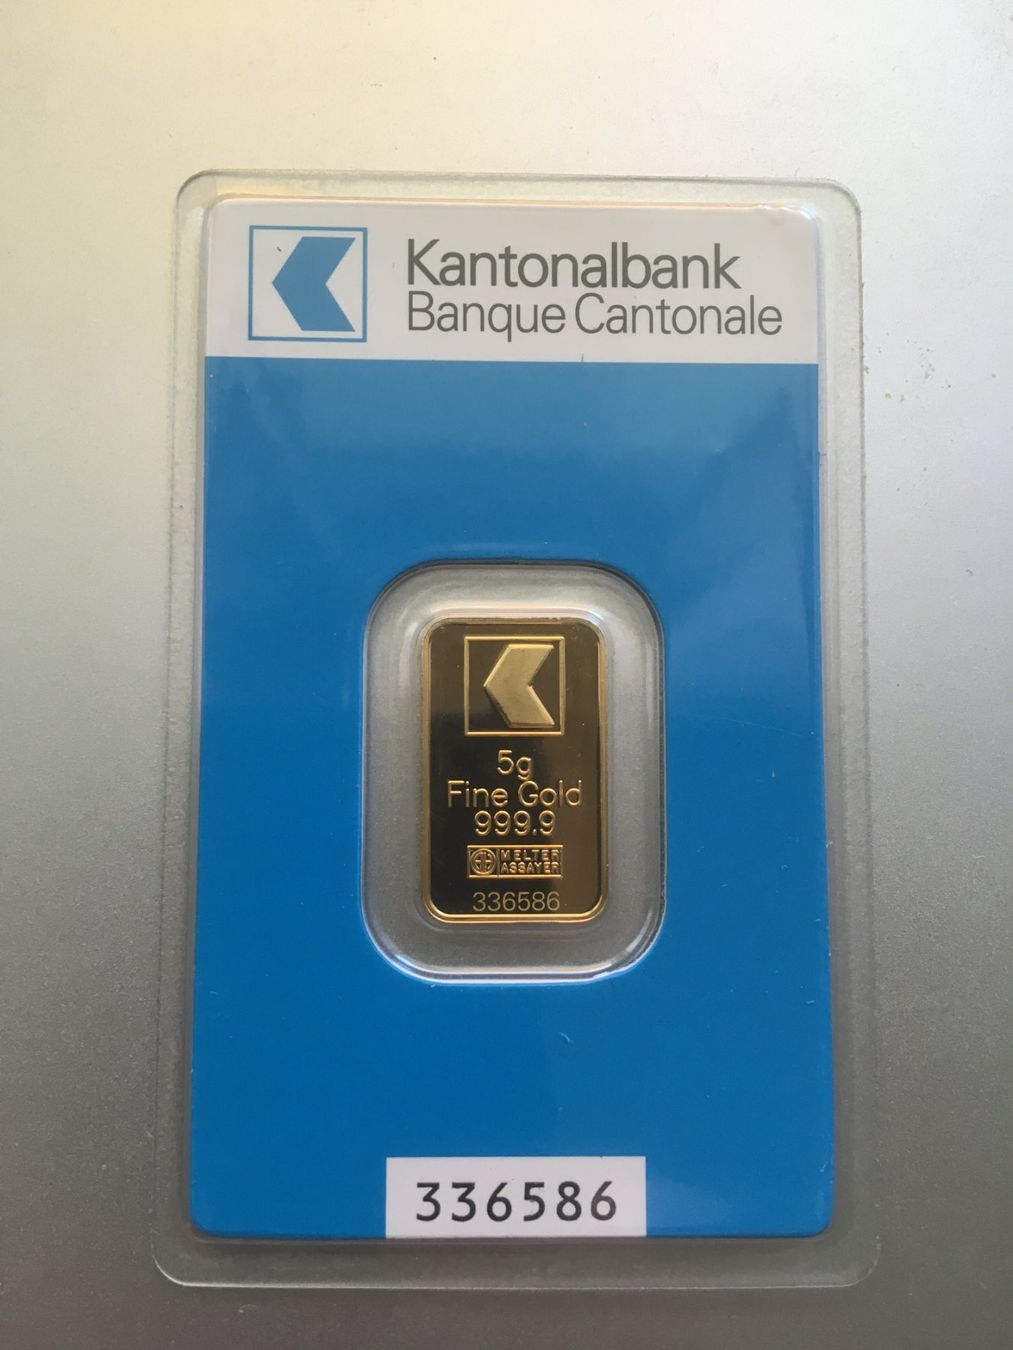 Kantonalbank
Banque Cantonale
5g
Fine Gold
999.9
MELTER
ASSAYER
336586
336586